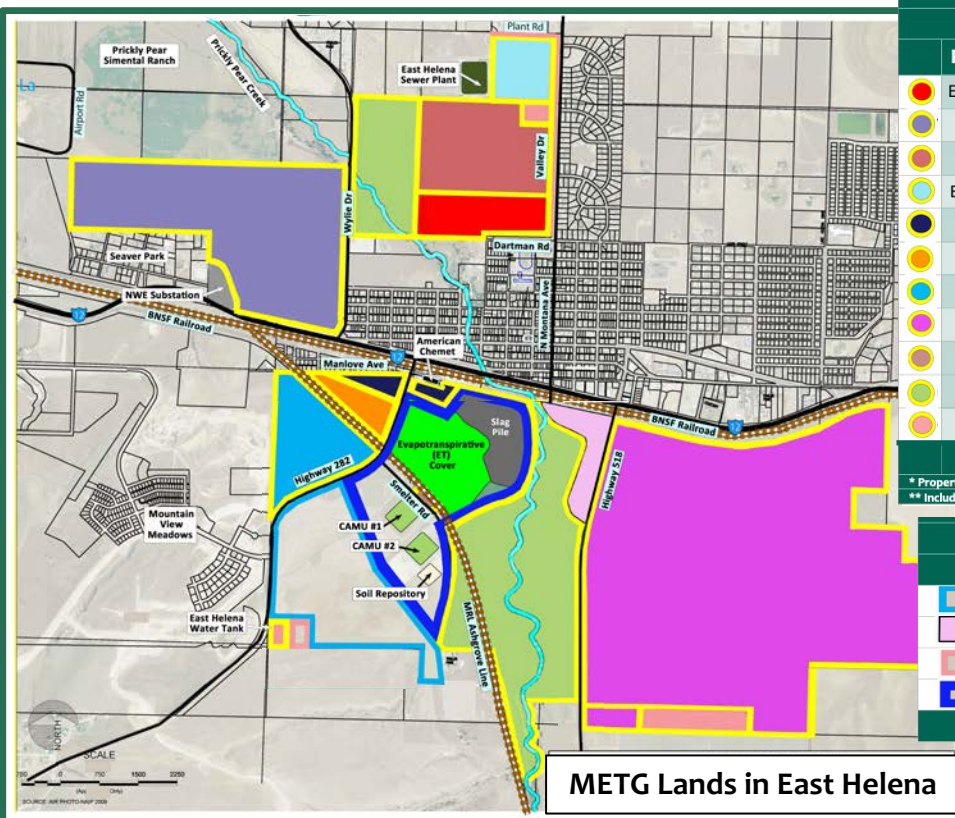 Plant Rd
Prickly Pear
Simental Ranch
Prickly Pear
Creek
East Helena
Sewer Plant
La
Airport Rd
Valley Dr
Wylie Dr
Dartman Rd
Seaver Park
NWE Substation
N Montana Ave
12
BNSF Railroad
American
Chemet
12
Manlove Ave
Slag
Pile
BNSF Railroad
12
Evapotranspirative
(ET)
Cover
Highway 282
Highway 518
Smelter Rd
Mountain
View
Meadows
CAMU #1
CAMU #2
Soil Repository
East Helena
Water Tank
MRL Ashgrove Line
NORTH
SCALE
750 0 750 1500 2250
SOURCE: AIR PHOTO-NAIP 2009
METG Lands in East Helena
* Proper
** Includ